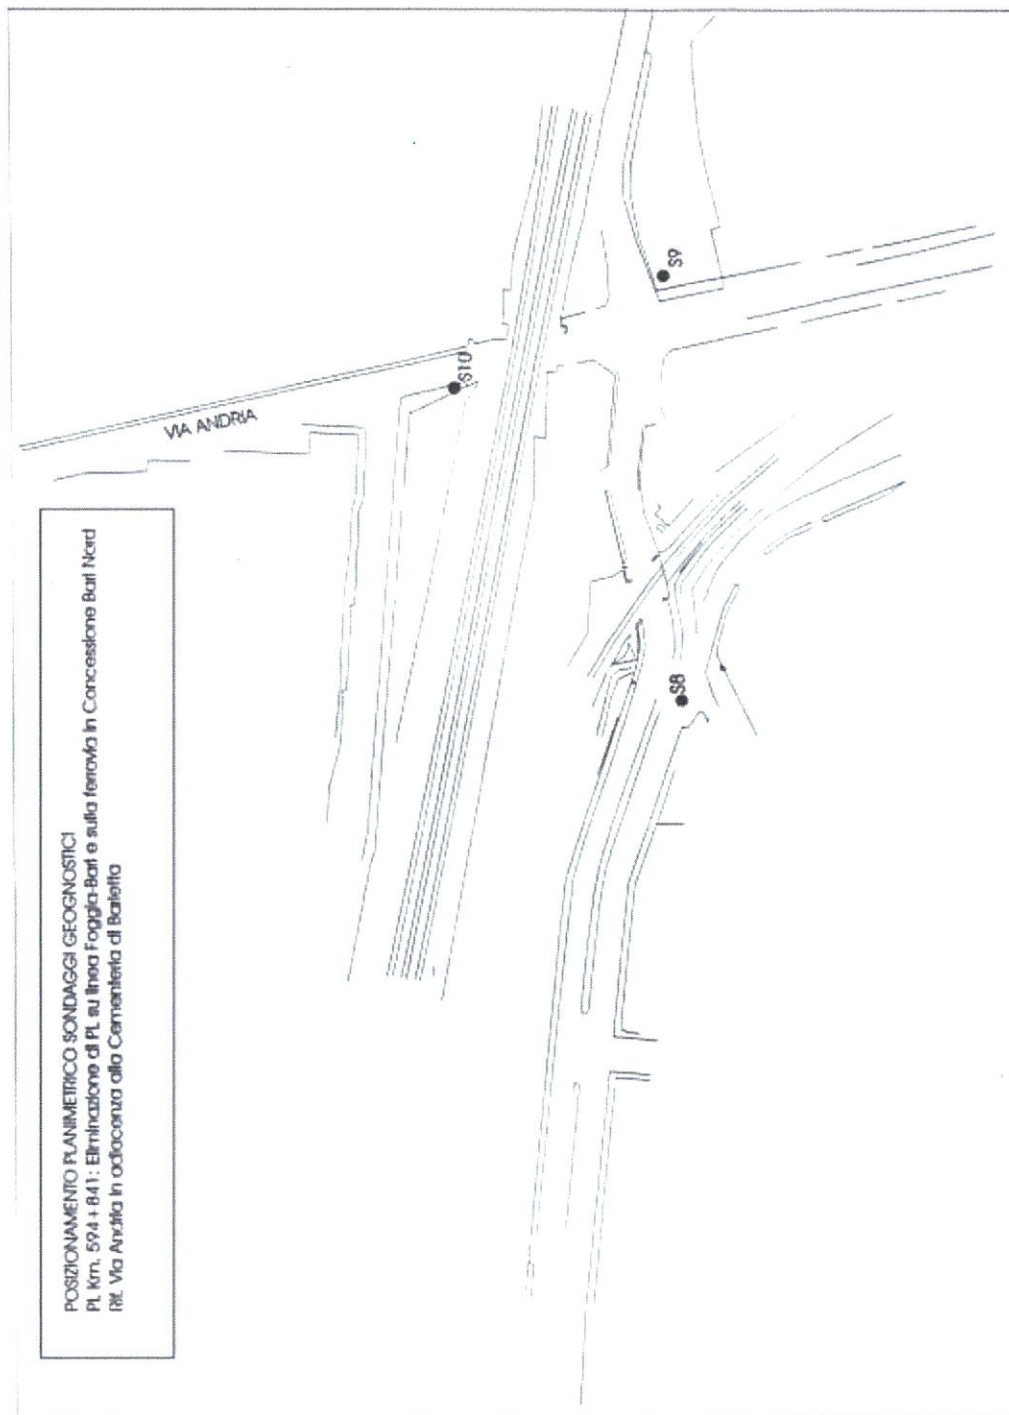 POSIZIONAMENTO PLANIMETRICO SONDAGGI GEOGNOSTICI
PL Km. 594+841: Eliminazione di PL su linea Foggia-Bari e sulla ferrovia in Concessione Bari Nord
Rif. Via Andria in adiacenza alla Cementeria di Barletta
VIA ANDRIA
S10
S9
S8